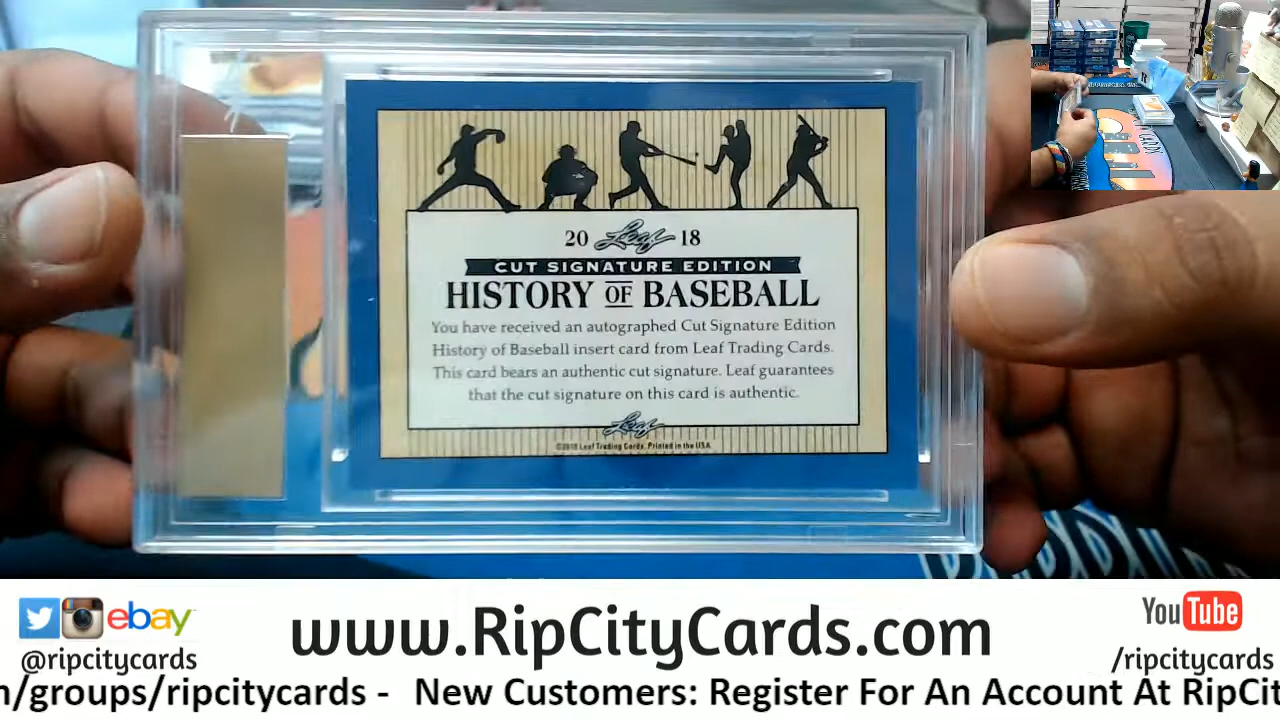 20 Leaf 18
CUT SIGNATURE EDITION
HISTORY OF BASEBALL
You have received an autographed Cut Signature Edition
History of Baseball insert card from Leaf Trading Cards.
This card bears an authentic cut signature. Leaf guarantees
that the cut signature on this card is authentic.
Leaf
©2018 Leaf Trading Cards. Printed in the USA.
ebay
@ripcitycards
www.RipCityCards.com
YouTube
/ripcitycards
n/groups/ripcitycards - New Customers: Register For An Account At RipCit